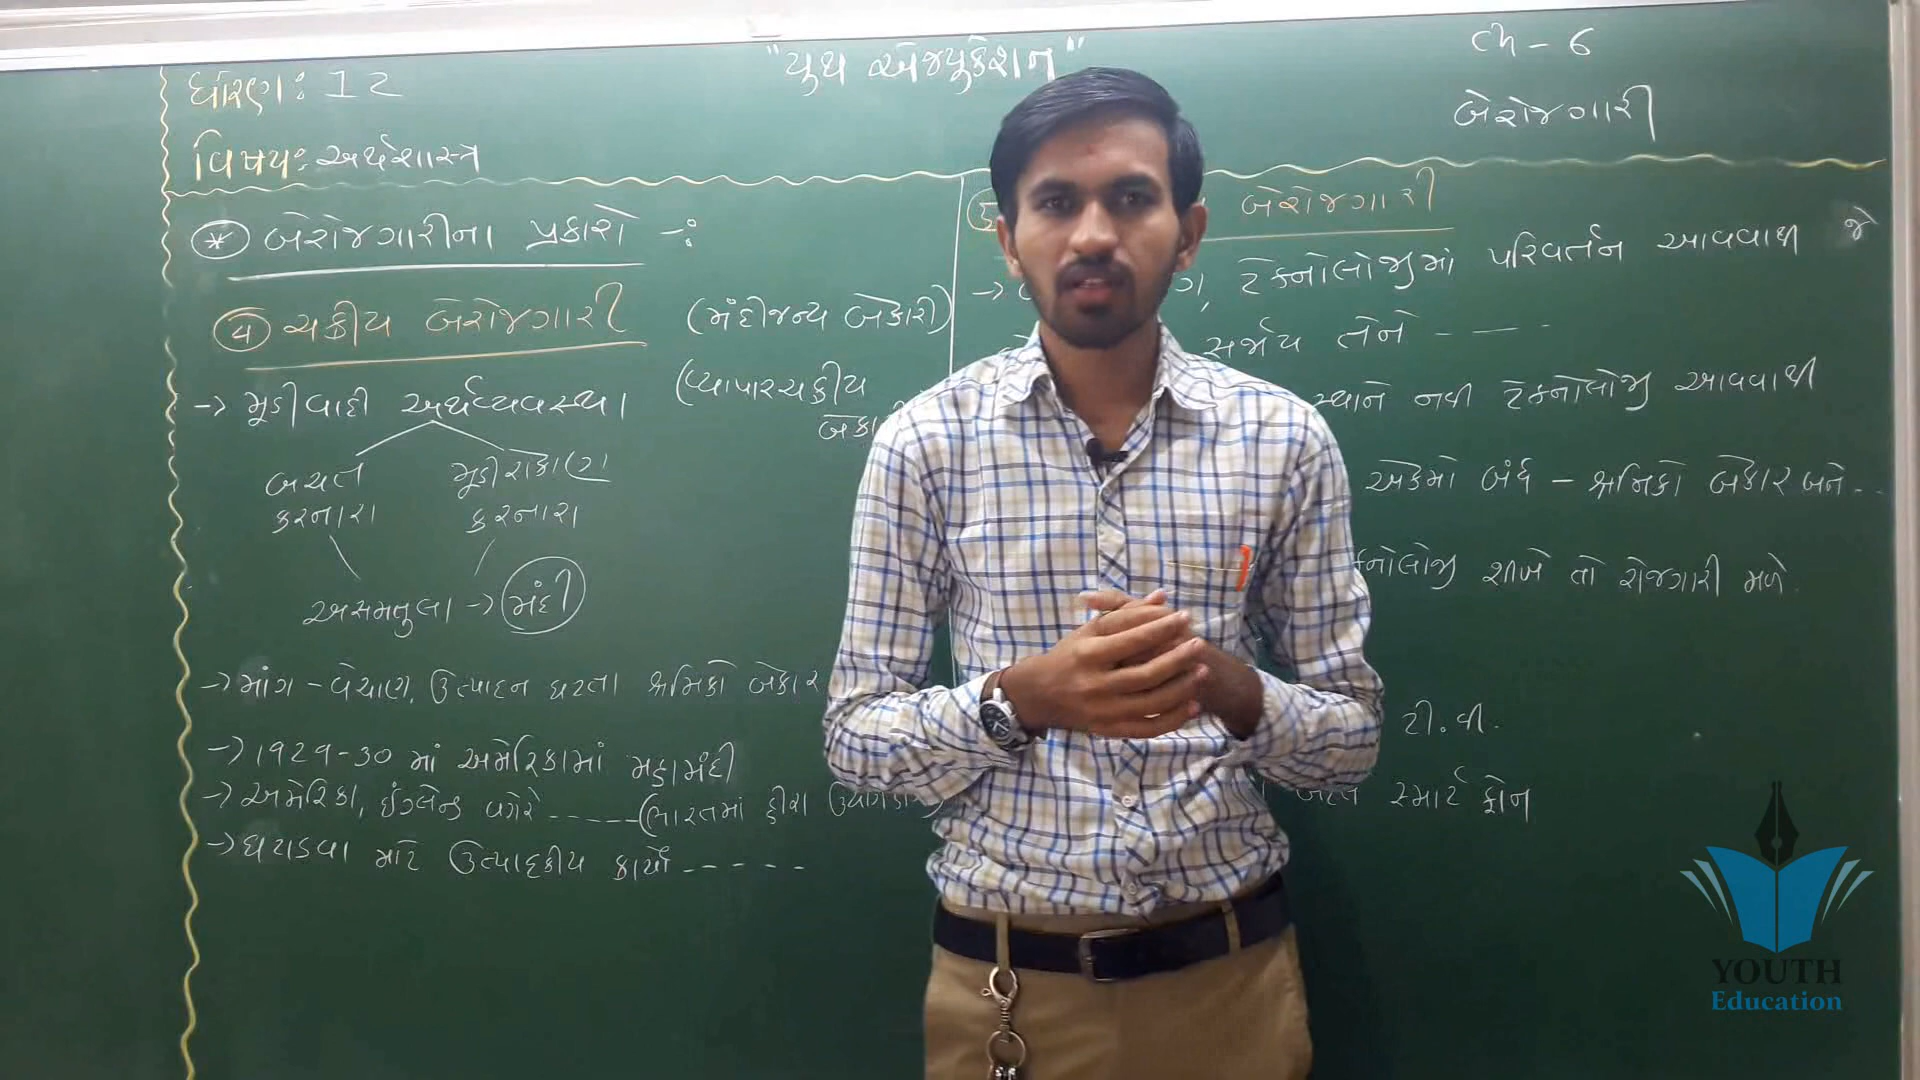 "યુથ એજ્યુકેશન"
ધોરણ : 12
વિષય : અર્થશાસ્ત્ર
ch - 6
બેરોજગારી
* બેરોજગારીના પ્રકારો -:
4 ચક્રીય બેરોજગારી (મંદીજન્ય બેકારી)
(વ્યાપારચક્રીય
→ મૂડીવાદી અર્થવ્યવસ્થા
બચત કરનારા
મૂડીરોકાણ કરનારા
અસમતુલા → મંદી
→ માંગ - વેચાણ, ઉત્પાદન ઘટતા શ્રમિકો બેકાર
→ 1929-30 માં અમેરિકામાં મહામંદી
→ અમેરિકા, ઇંગ્લેન્ડ વગેરે ----- (ભારતમાં હીરા
→ ઘટાડવા માટે ઉત્પાદકીય કાર્યો -----
બેરોજગારી
→ ટેકનોલોજીમાં પરિવર્તન આવવાથી જે
સર્જાય તેને ----
સ્થાને નવી ટેકનોલોજી આવવાથી
એકમો બંધ - શ્રમિકો બેકાર બને --
શીખે તો રોજગારી મળે.
ટી.વી.
સ્માર્ટ ફોન
YOUTH
Education